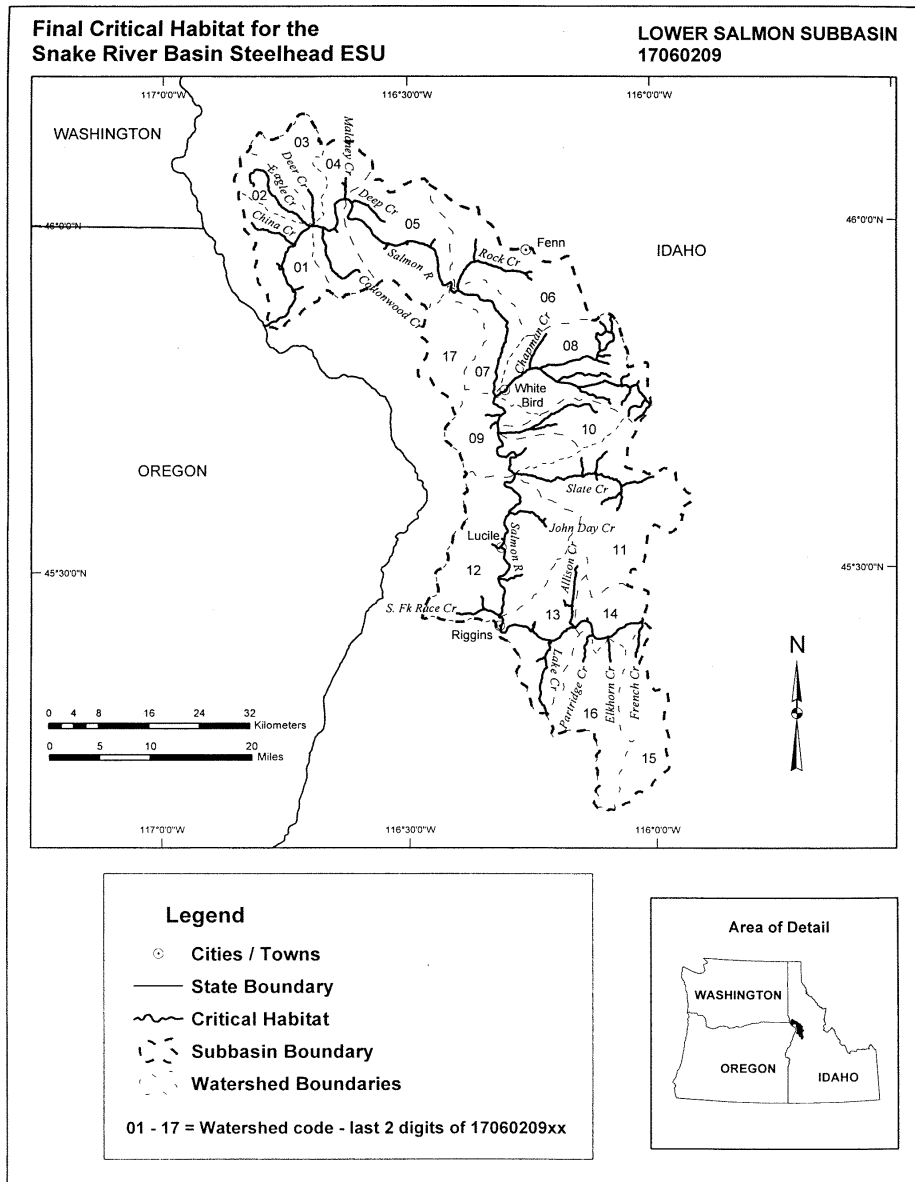 Final Critical Habitat for the
Snake River Basin Steelhead ESU
LOWER SALMON SUBBASIN
17060209
117°0'0"W
116°30'0"W
116°0'0"W
WASHINGTON
03
04
Maloney Cr
Deer Cr
Eagle Cr
02
Deep Cr
05
China Cr
46°0'0"N
46°0'0"N
Fenn
IDAHO
Rock Cr
Salmon R
01
Cottonwood Cr
06
Chapman Cr
08
17
07
White
Bird
09
10
OREGON
Slate Cr
John Day Cr
Lucile
Salmon R
11
Allison Cr
45°30'0"N
45°30'0"N
12
S. Fk Race Cr
13
14
Riggins
Lake Cr
Partridge Cr
Elkhorn Cr
French Cr
16
15
N
0 4 8 16 24 32
Kilometers
0 5 10 20
Miles
117°0'0"W
116°30'0"W
116°0'0"W
Legend
Cities / Towns
State Boundary
Critical Habitat
Subbasin Boundary
Watershed Boundaries
01 - 17 = Watershed code - last 2 digits of 17060209xx
Area of Detail
WASHINGTON
OREGON
IDAHO